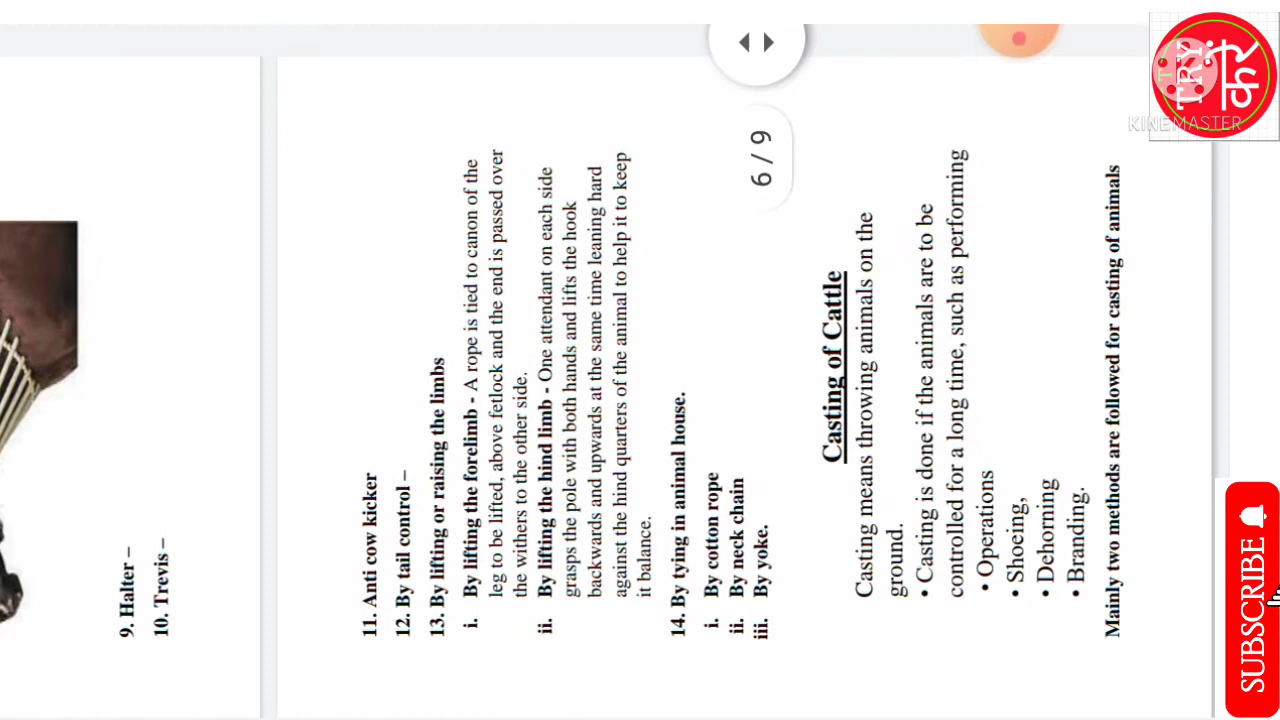 9. Halter –
10. Trevis –
11. Anti cow kicker
12. By tail control –
13. By lifting or raising the limbs
i. By lifting the forelimb - A rope is tied to canon of the
leg to be lifted, above fetlock and the end is passed over
the withers to the other side.
ii. By lifting the hind limb - One attendant on each side
grasps the pole with both hands and lifts the hook
backwards and upwards at the same time leaning hard
against the hind quarters of the animal to help it to keep
it balance.
14. By tying in animal house.
i. By cotton rope
ii. By neck chain
iii. By yoke.
6 / 9
Casting of Cattle
Casting means throwing animals on the
ground.
• Casting is done if the animals are to be
controlled for a long time, such as performing
• Operations
• Shoeing,
• Dehorning
• Branding.
Mainly two methods are followed for casting of animals
TRY
करे
KINEMASTER
SUBSCRIBE